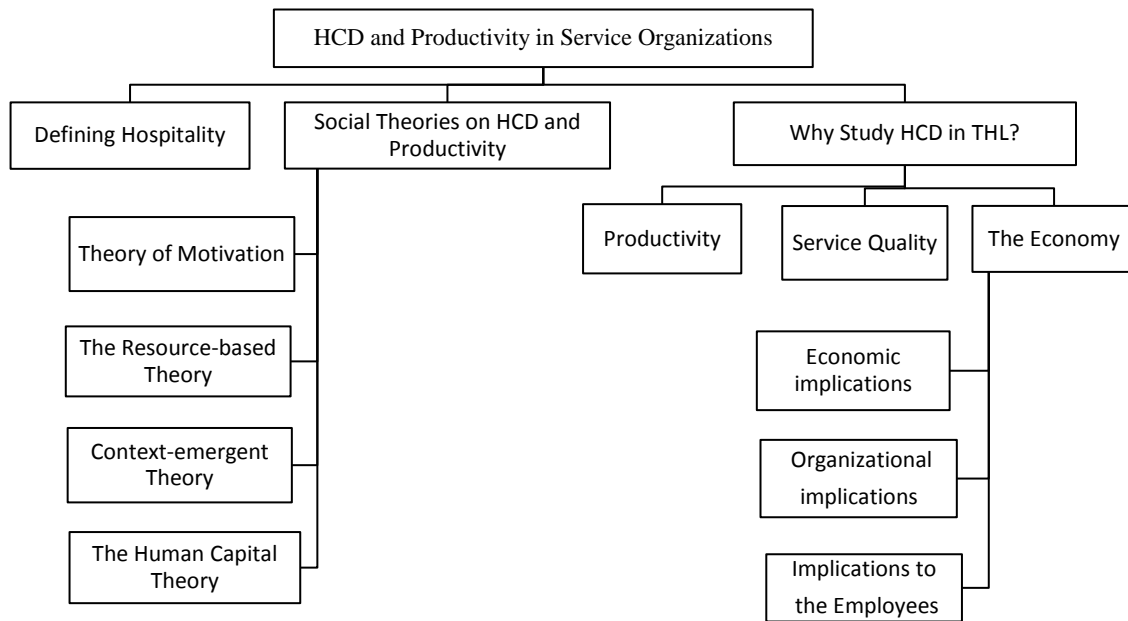 HCD and Productivity in Service Organizations
Defining Hospitality
Social Theories on HCD and
Productivity
Why Study HCD in THL?
Theory of Motivation
The Resource-based
Theory
Context-emergent
Theory
The Human Capital
Theory
Productivity
Service Quality
The Economy
Economic
implications
Organizational
implications
Implications to
the Employees